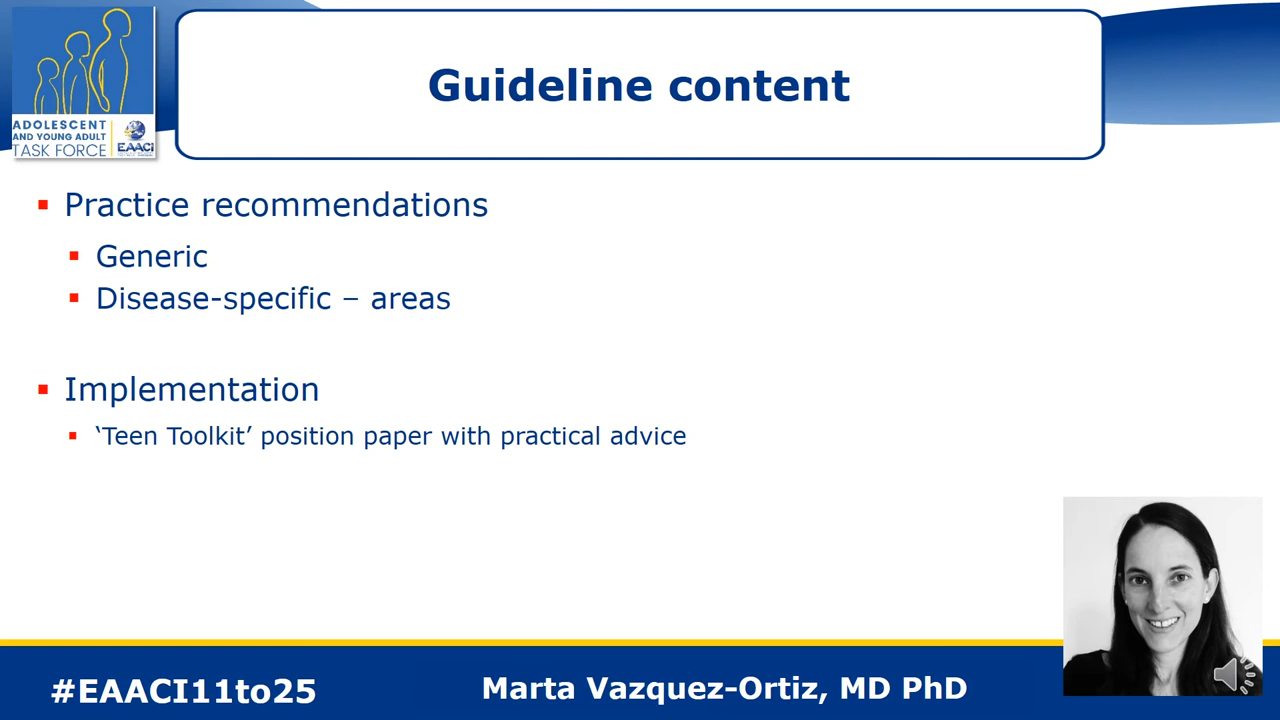 Guideline content
ADOLESCENT
AND YOUNG ADULT
TASK FORCE
EAACI
Practice recommendations
Generic
Disease-specific – areas
Implementation
‘Teen Toolkit’ position paper with practical advice
#EAACI11to25
Marta Vazquez-Ortiz, MD PhD